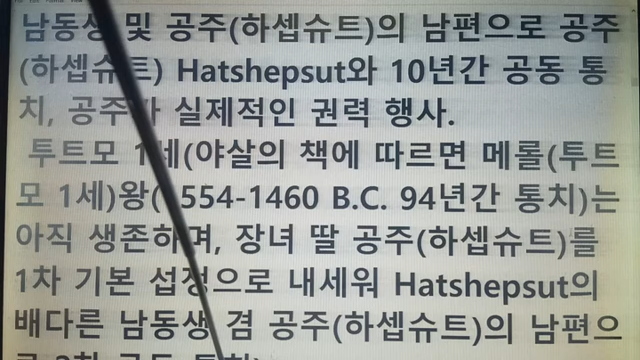 남동생 및 공주(하셉슈트)의 남편으로 공주
(하셉슈트) Hatshepsut와 10년간 공동 통
치, 공주가 실제적인 권력 행사.
투트모 1세(야살의 책에 따르면 메롤(투트
모 1세)왕( 554-1460 B.C. 94년간 통치)는
아직 생존하며, 장녀 딸 공주(하셉슈트)를
1차 기본 섭정으로 내세워 Hatshepsut의
배다른 남동생 겸 공주(하셉슈트)의 남편으